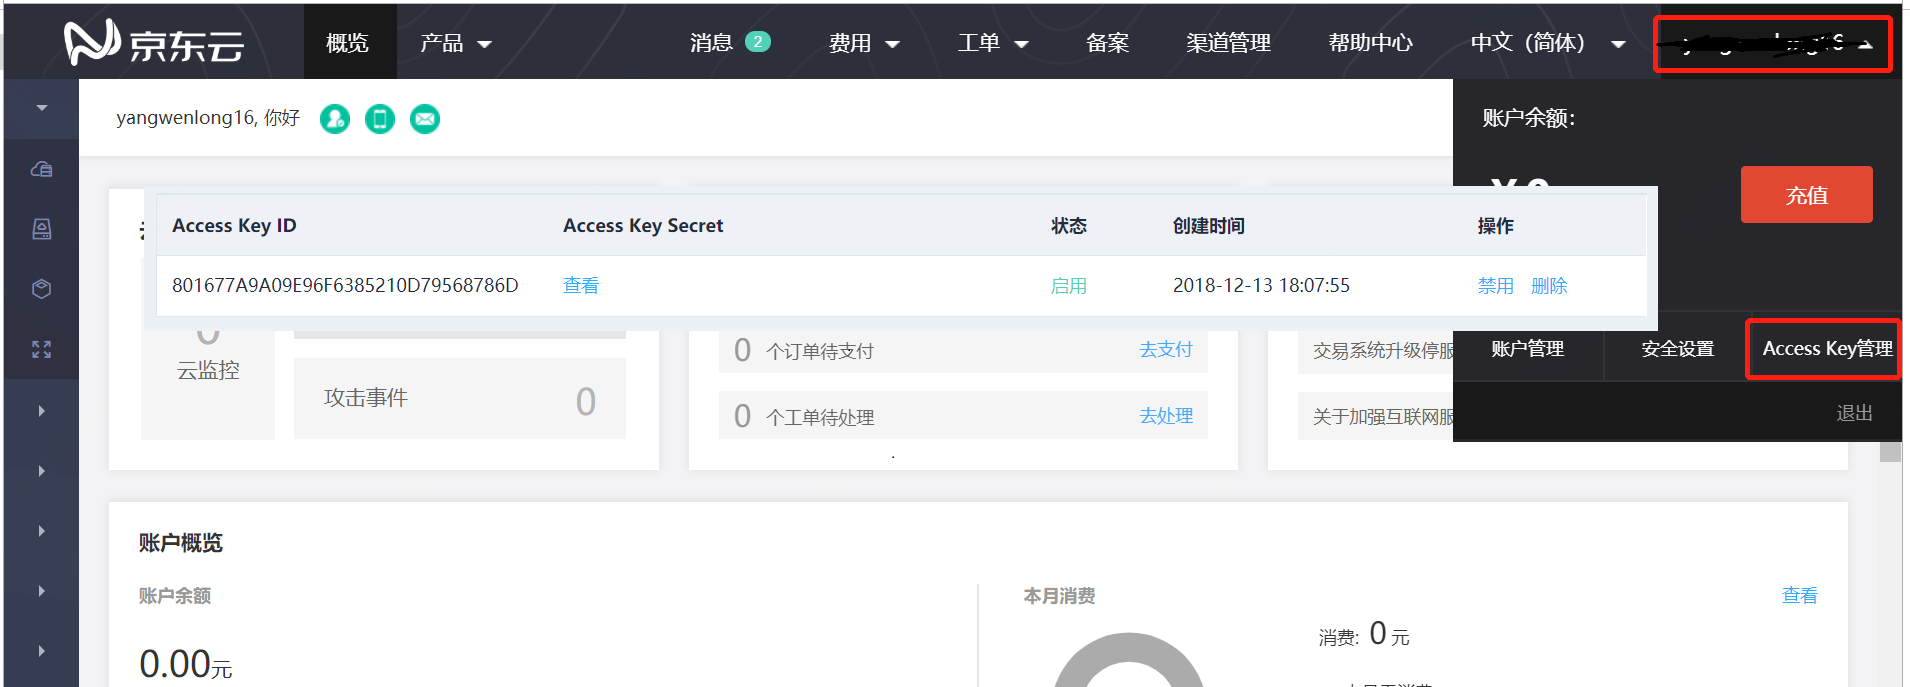 京东云
概览
产品
消息 2
费用
工单
备案
渠道管理
帮助中心
中文（简体）
yangwenlong16, 你好
账户余额：
充值
Access Key ID
Access Key Secret
状态
创建时间
操作
801677A9A09E96F6385210D79568786D
查看
启用
2018-12-13 18:07:55
禁用 删除
云监控
攻击事件
0
0 个订单待支付 去支付
0 个工单待处理 去处理
交易系统升级停服
关于加强互联网服
账户管理
安全设置
Access Key管理
退出
账户概览
账户余额
0.00元
本月消费
查看
消费: 0 元